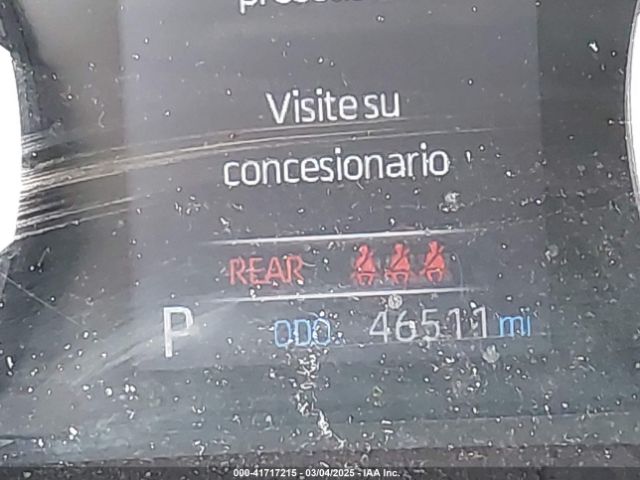 Visite su
concesionario
REAR
P ODO 46511 mi
000-41717215 - 03/04/2025 - IAA Inc.